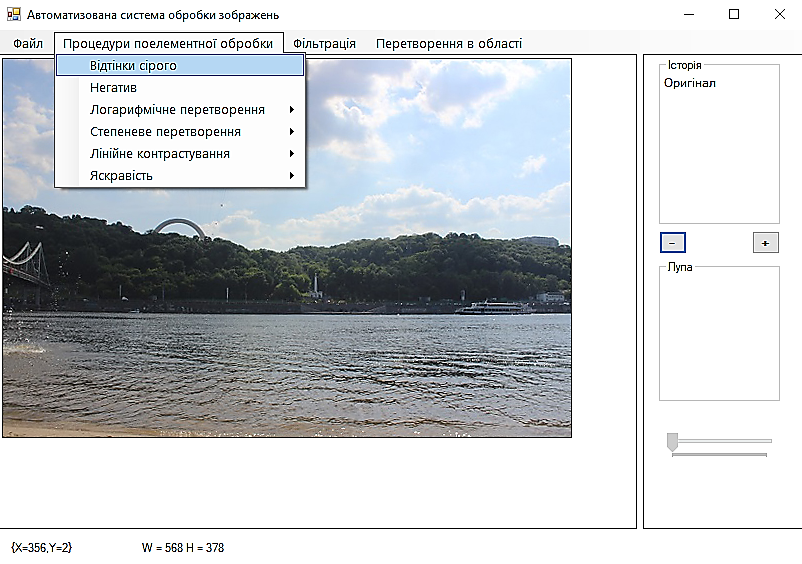 Автоматизована система обробки зображень
Файл Процедури поелементної обробки Фільтрація Перетворення в області
Відтінки сірого
Негатив
Логарифмічне перетворення
Степеневе перетворення
Лінійне контрастування
Яскравість
Історія
Оригінал
- +
Лупа
{X=356,Y=2} W = 568 H = 378